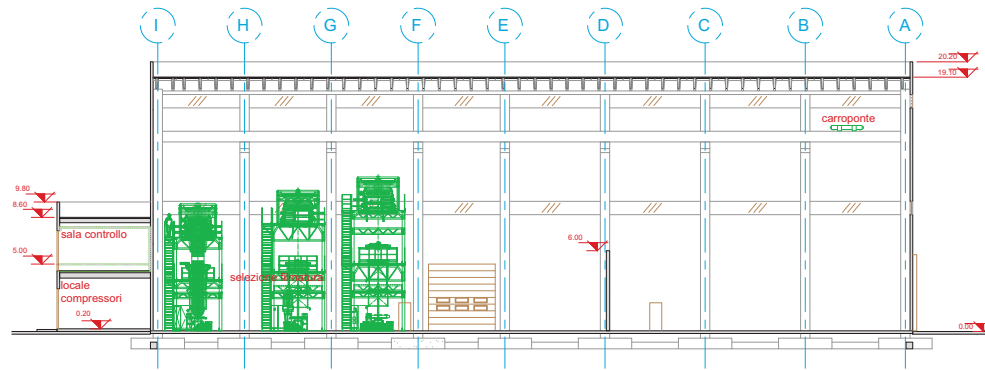 I H G F E D C B A
20.20
19.10
carroponte
9.80
8.60
sala controllo
6.00
5.00
locale
compressori
0.20
0.00